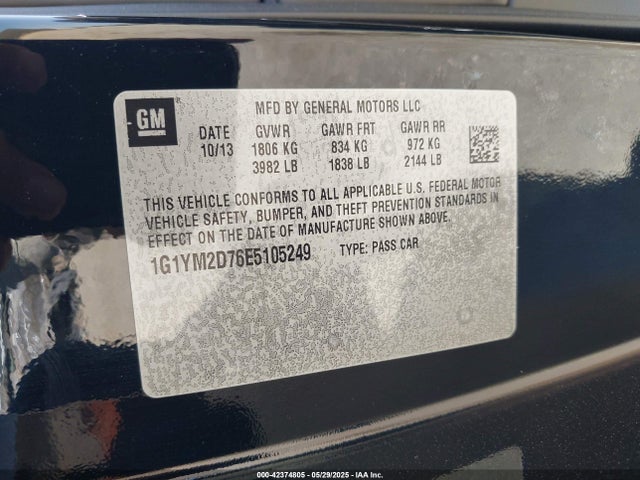 GM
MFD BY GENERAL MOTORS LLC
DATE GVWR GAWR FRT GAWR RR
10/13 1806 KG 834 KG 972 KG
3982 LB 1838 LB 2144 LB
THIS VEHICLE CONFORMS TO ALL APPLICABLE U.S. FEDERAL MOTOR
VEHICLE SAFETY, BUMPER, AND THEFT PREVENTION STANDARDS IN
EFFECT ON THE DATE OF MANUFACTURE SHOWN ABOVE.
1G1YM2D76E5105249 TYPE: PASS CAR
00-42374805 - 05/29/2025 - IAA Inc.